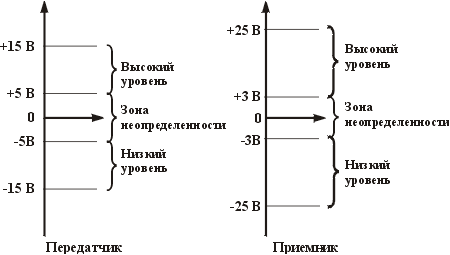 +15 В
+5 В
0
-5В
-15 В
Высокий
уровень
Зона
неопределенности
Низкий
уровень
Передатчик
+25 В
+3 В
0
-3В
-25 В
Высокий
уровень
Зона
неопределенности
Низкий
уровень
Приемник